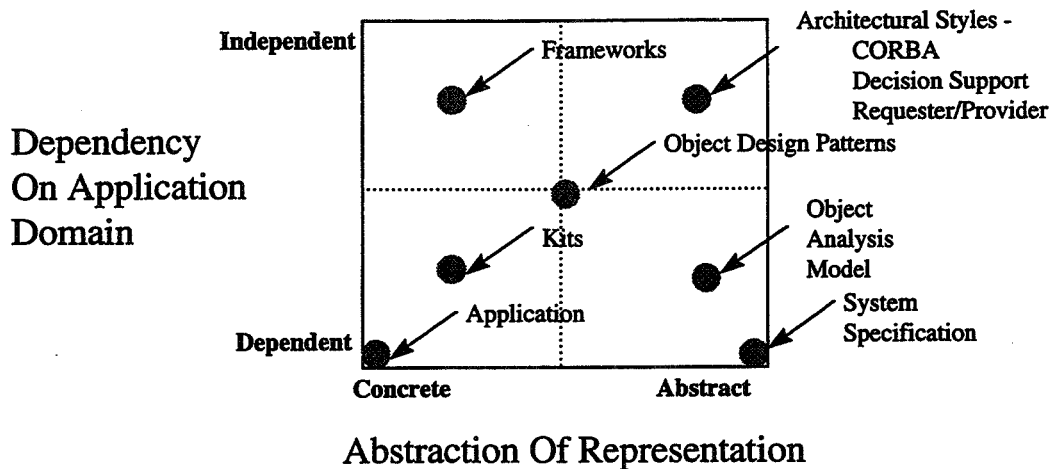 Independent
Frameworks
Architectural Styles -
CORBA
Decision Support
Requester/Provider
Dependency
On Application
Domain
Object Design Patterns
Kits
Object
Analysis
Model
Application
System
Specification
Dependent
Concrete
Abstract
Abstraction Of Representation